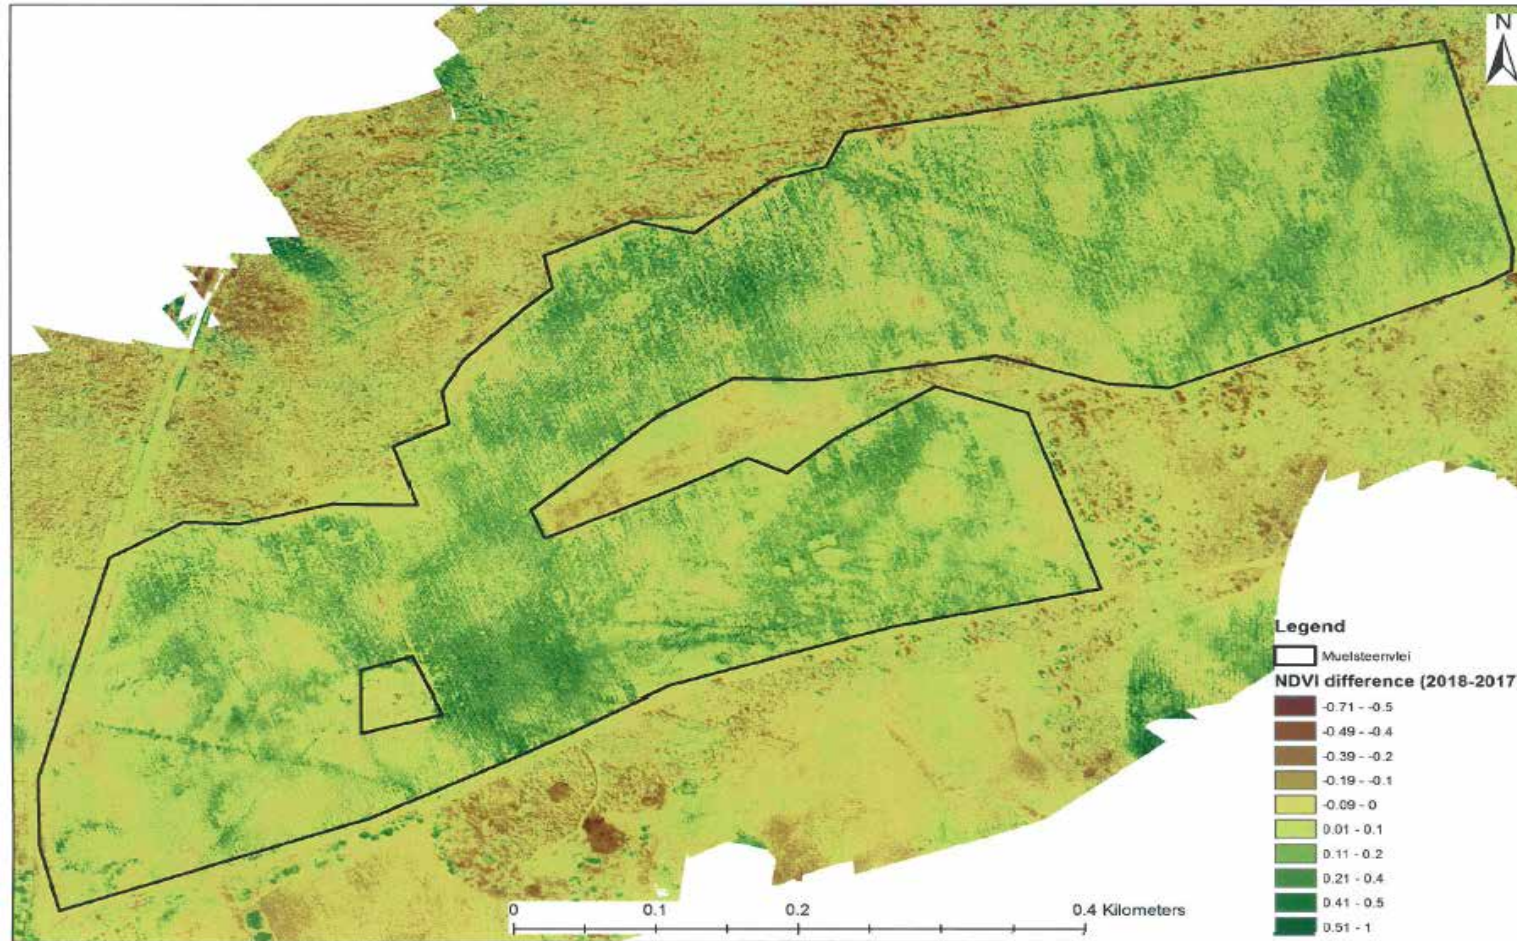 N
Legend
Muelsteenvlei
NDVI difference (2018-2017
-0.71 - -0.5
-0.49 - -0.4
-0.39 - -0.2
-0.19 - -0.1
-0.09 - 0
0.01 - 0.1
0.11 - 0.2
0.21 - 0.4
0.41 - 0.5
0.51 - 1
0 0.1 0.2 0.4 Kilometers